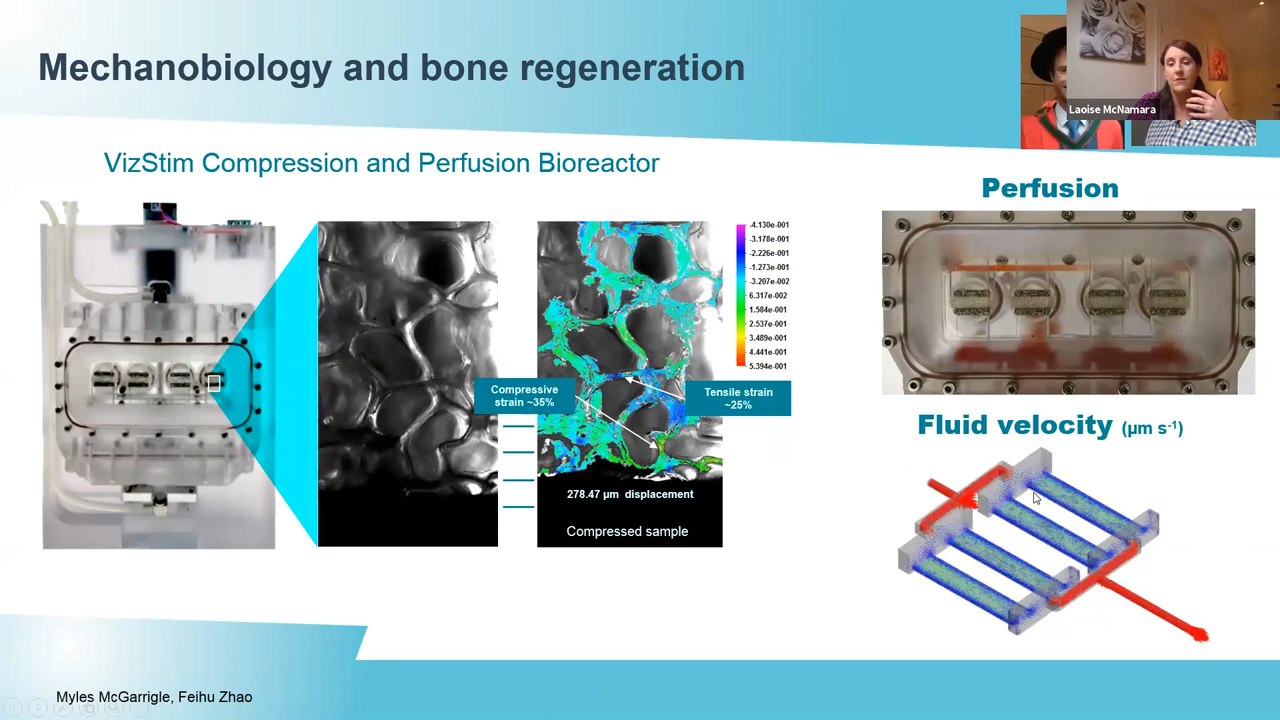 Mechanobiology and bone regeneration
Laoise McNamara
VizStim Compression and Perfusion Bioreactor
Perfusion
-4.130e-001
-3.178e-001
-2.226e-001
-1.273e-001
-3.207e-002
6.317e-002
1.584e-001
2.537e-001
3.489e-001
4.441e-001
5.394e-001
Compressive
strain ~35%
Tensile strain
~25%
278.47 µm displacement
Compressed sample
Fluid velocity (µm s-1)
Myles McGarrigle, Feihu Zhao